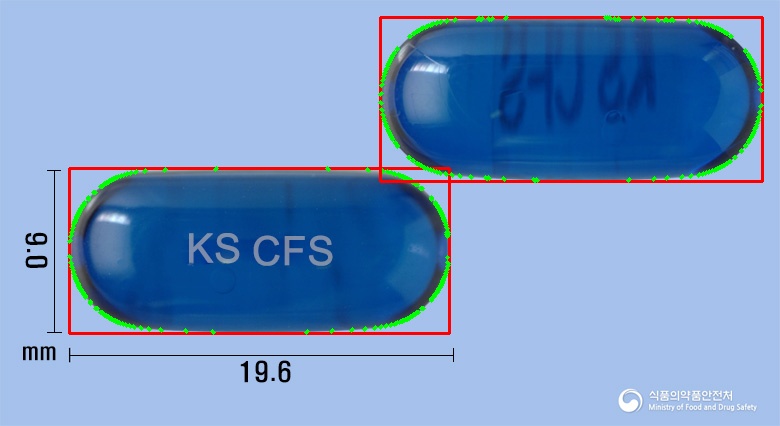 KS CFS
9.0
mm
19.6
식품의약품안전처
Ministry of Food and Drug Safety